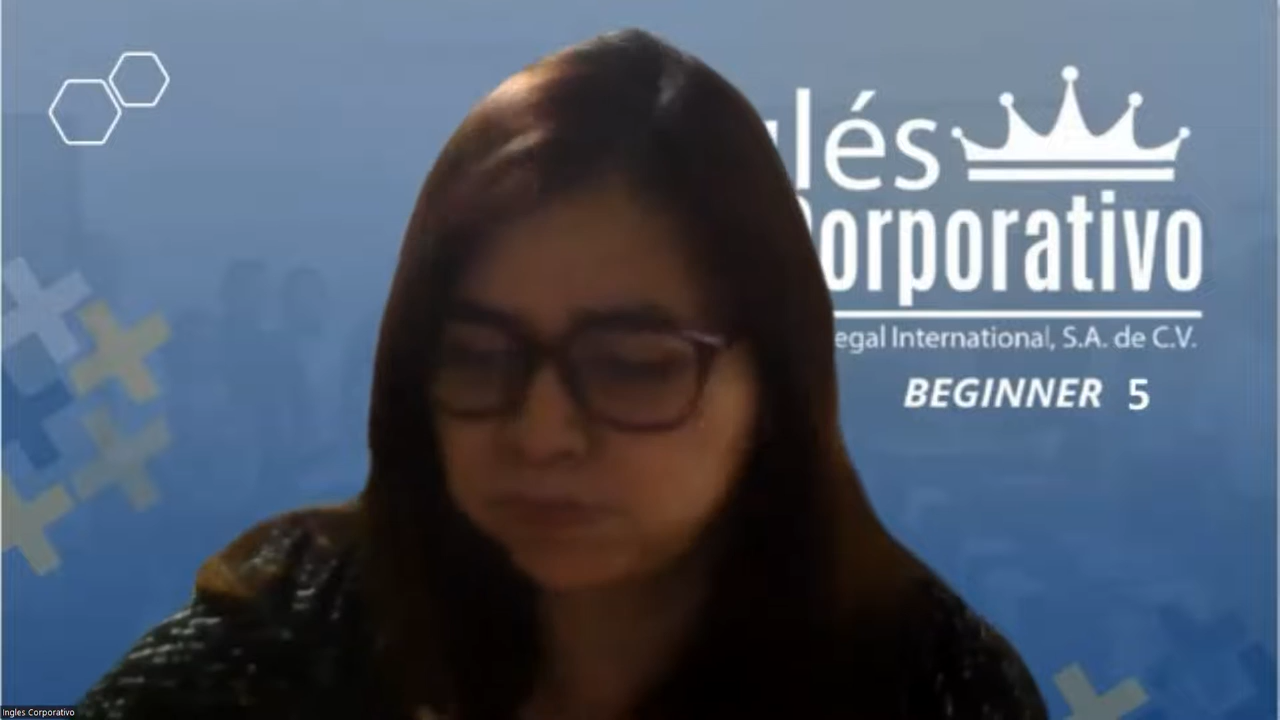 lés
orporativo
egal International, S.A. de C.V.
BEGINNER 5
Ingles Corporativo